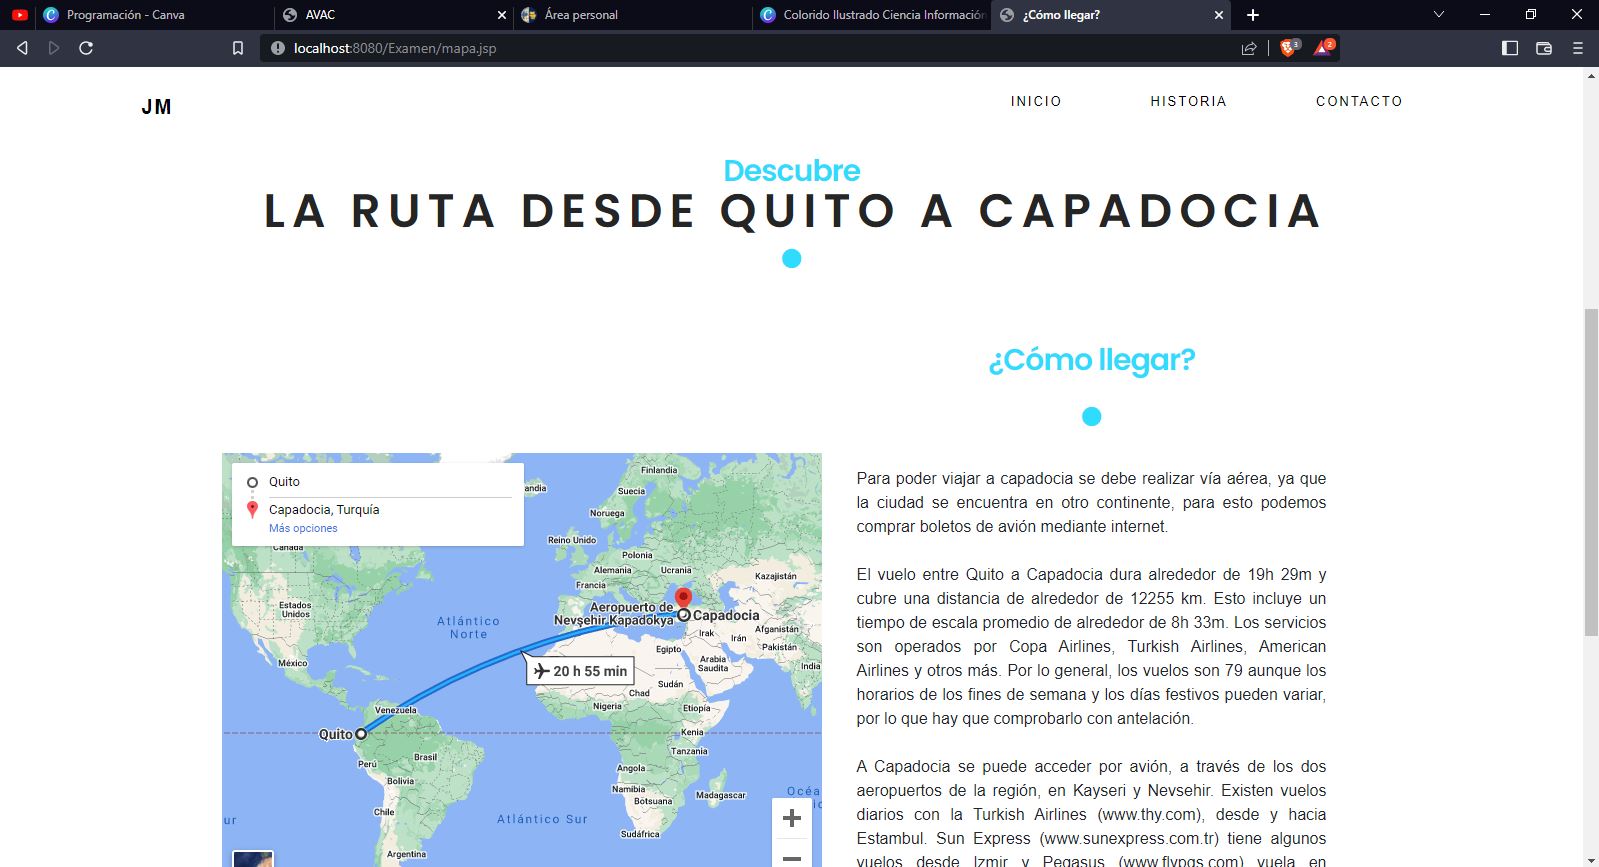 Programación - Canva
AVAC
Área personal
Colorido Ilustrado Ciencia Información
¿Cómo llegar?
localhost:8080/Examen/mapa.jsp
3
2
JM
INICIO
HISTORIA
CONTACTO
Descubre
LA RUTA DESDE QUITO A CAPADOCIA
¿Cómo llegar?
Quito
Capadocia, Turquía
Más opciones
Finlandia
andia
Suecia
Noruega
Canadá
Reino Unido
Polonia
Alemania
Ucrania
Kazajistán
Francia
Estados
Unidos
Aeropuerto de
Nevşehir Kapadokya
Capadocia
Atlántico
Norte
Irak
Irán
Afganistán
Pakistán
Egipto
México
Arabia
Saudita
India
20 h 55 min
Sudán
Chad
Nigeria
Etiopía
Venezuela
Quito
Kenia
Perú
Brasil
Tanzania
Angola
Bolivia
Namibia
Botsuana
Madagascar
Océa
Chile
ur
Atlántico Sur
Sudáfrica
Argentina
Para poder viajar a capadocia se debe realizar vía aérea, ya que
la ciudad se encuentra en otro continente, para esto podemos
comprar boletos de avión mediante internet.
El vuelo entre Quito a Capadocia dura alrededor de 19h 29m y
cubre una distancia de alrededor de 12255 km. Esto incluye un
tiempo de escala promedio de alrededor de 8h 33m. Los servicios
son operados por Copa Airlines, Turkish Airlines, American
Airlines y otros más. Por lo general, los vuelos son 79 aunque los
horarios de los fines de semana y los días festivos pueden variar,
por lo que hay que comprobarlo con antelación.
A Capadocia se puede acceder por avión, a través de los dos
aeropuertos de la región, en Kayseri y Nevsehir. Existen vuelos
diarios con la Turkish Airlines (www.thy.com), desde y hacia
Estambul. Sun Express (www.sunexpress.com.tr) tiene algunos
vuelos desde Izmir y Pegasus (www.flypgs.com) vuela en